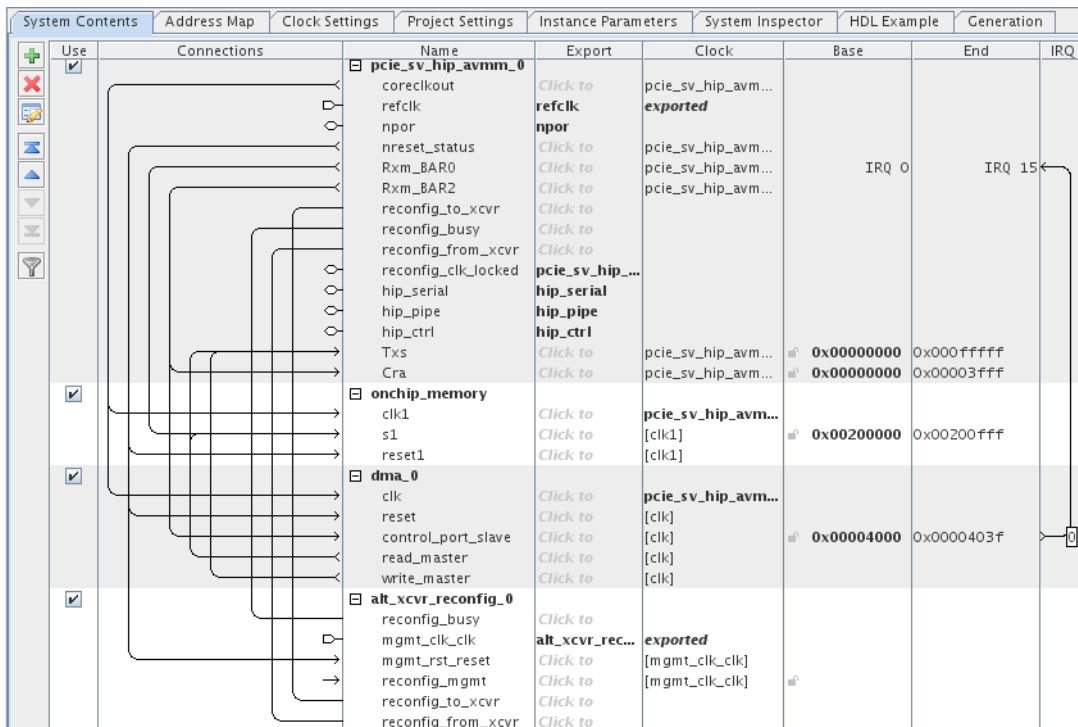 System Contents Address Map Clock Settings Project Settings Instance Parameters System Inspector HDL Example Generation
Use Connections Name Export Clock Base End IRQ
pcie_sv_hip_avmm_0
coreclkout Click to pcie_sv_hip_avm...
refclk refclk exported
npor npor
nreset_status Click to pcie_sv_hip_avm...
Rxm_BAR0 Click to pcie_sv_hip_avm... IRQ 0 IRQ 15
Rxm_BAR2 Click to pcie_sv_hip_avm...
reconfig_to_xcvr Click to
reconfig_busy Click to
reconfig_from_xcvr Click to
reconfig_clk_locked pcie_sv_hip_...
hip_serial hip_serial
hip_pipe hip_pipe
hip_ctrl hip_ctrl
Txs Click to pcie_sv_hip_avm... 0x00000000 0x000fffff
Cra Click to pcie_sv_hip_avm... 0x00000000 0x00003fff
onchip_memory
clk1 Click to pcie_sv_hip_avm...
s1 Click to [clk1] 0x00200000 0x00200fff
reset1 Click to [clk1]
dma_0
clk Click to pcie_sv_hip_avm...
reset Click to [clk]
control_port_slave Click to [clk] 0x00004000 0x0000403f 0
read_master Click to [clk]
write_master Click to [clk]
alt_xcvr_reconfig_0
reconfig_busy Click to
mgmt_clk_clk alt_xcvr_rec... exported
mgmt_rst_reset Click to [mgmt_clk_clk]
reconfig_mgmt Click to [mgmt_clk_clk]
reconfig_to_xcvr Click to
reconfig_from_xcvr Click to